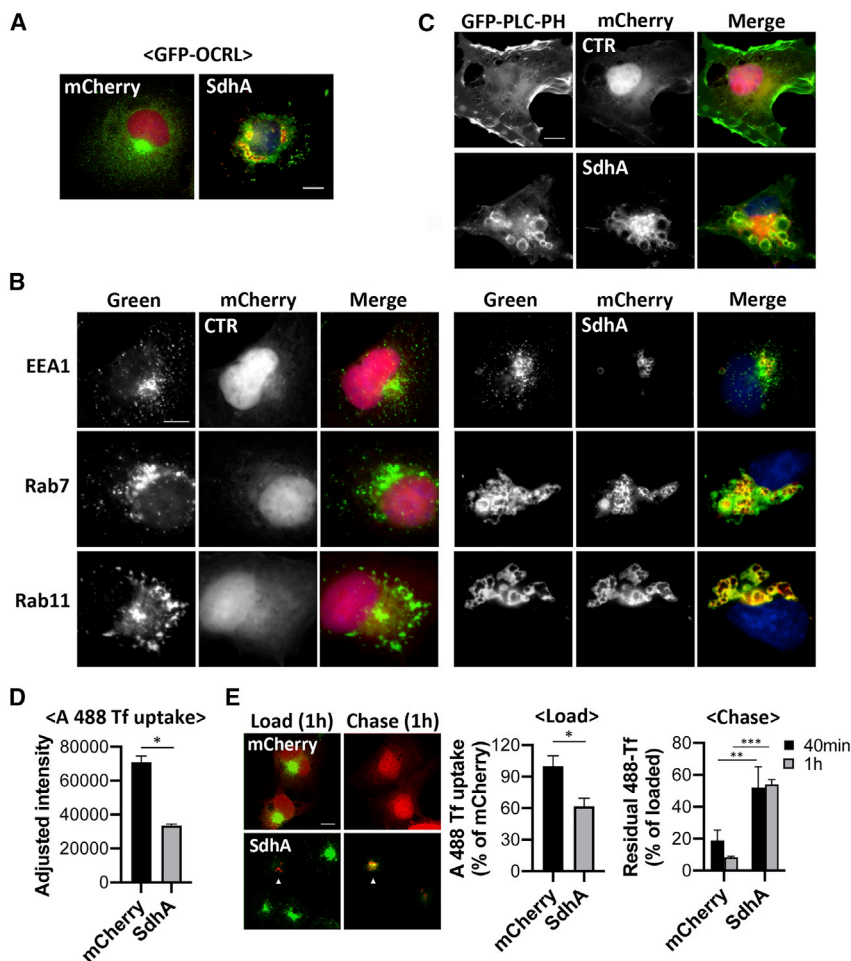 A
<GFP-OCRL>
mCherry SdhA
C
GFP-PLC-PH mCherry Merge
CTR
SdhA
B
Green mCherry Merge Green mCherry Merge
CTR SdhA
EEA1
Rab7
Rab11
D
<A 488 Tf uptake>
Adjusted intensity
80000
60000
40000
20000
0
*
mCherry
SdhA
E
Load (1h) Chase (1h)
mCherry
SdhA
<Load>
A 488 Tf uptake
(% of mCherry)
120
90
60
30
0
*
mCherry
SdhA
<Chase>
Residual 488-Tf
(% of loaded)
80
60
40
20
0
***
**
40min
1h
mCherry
SdhA